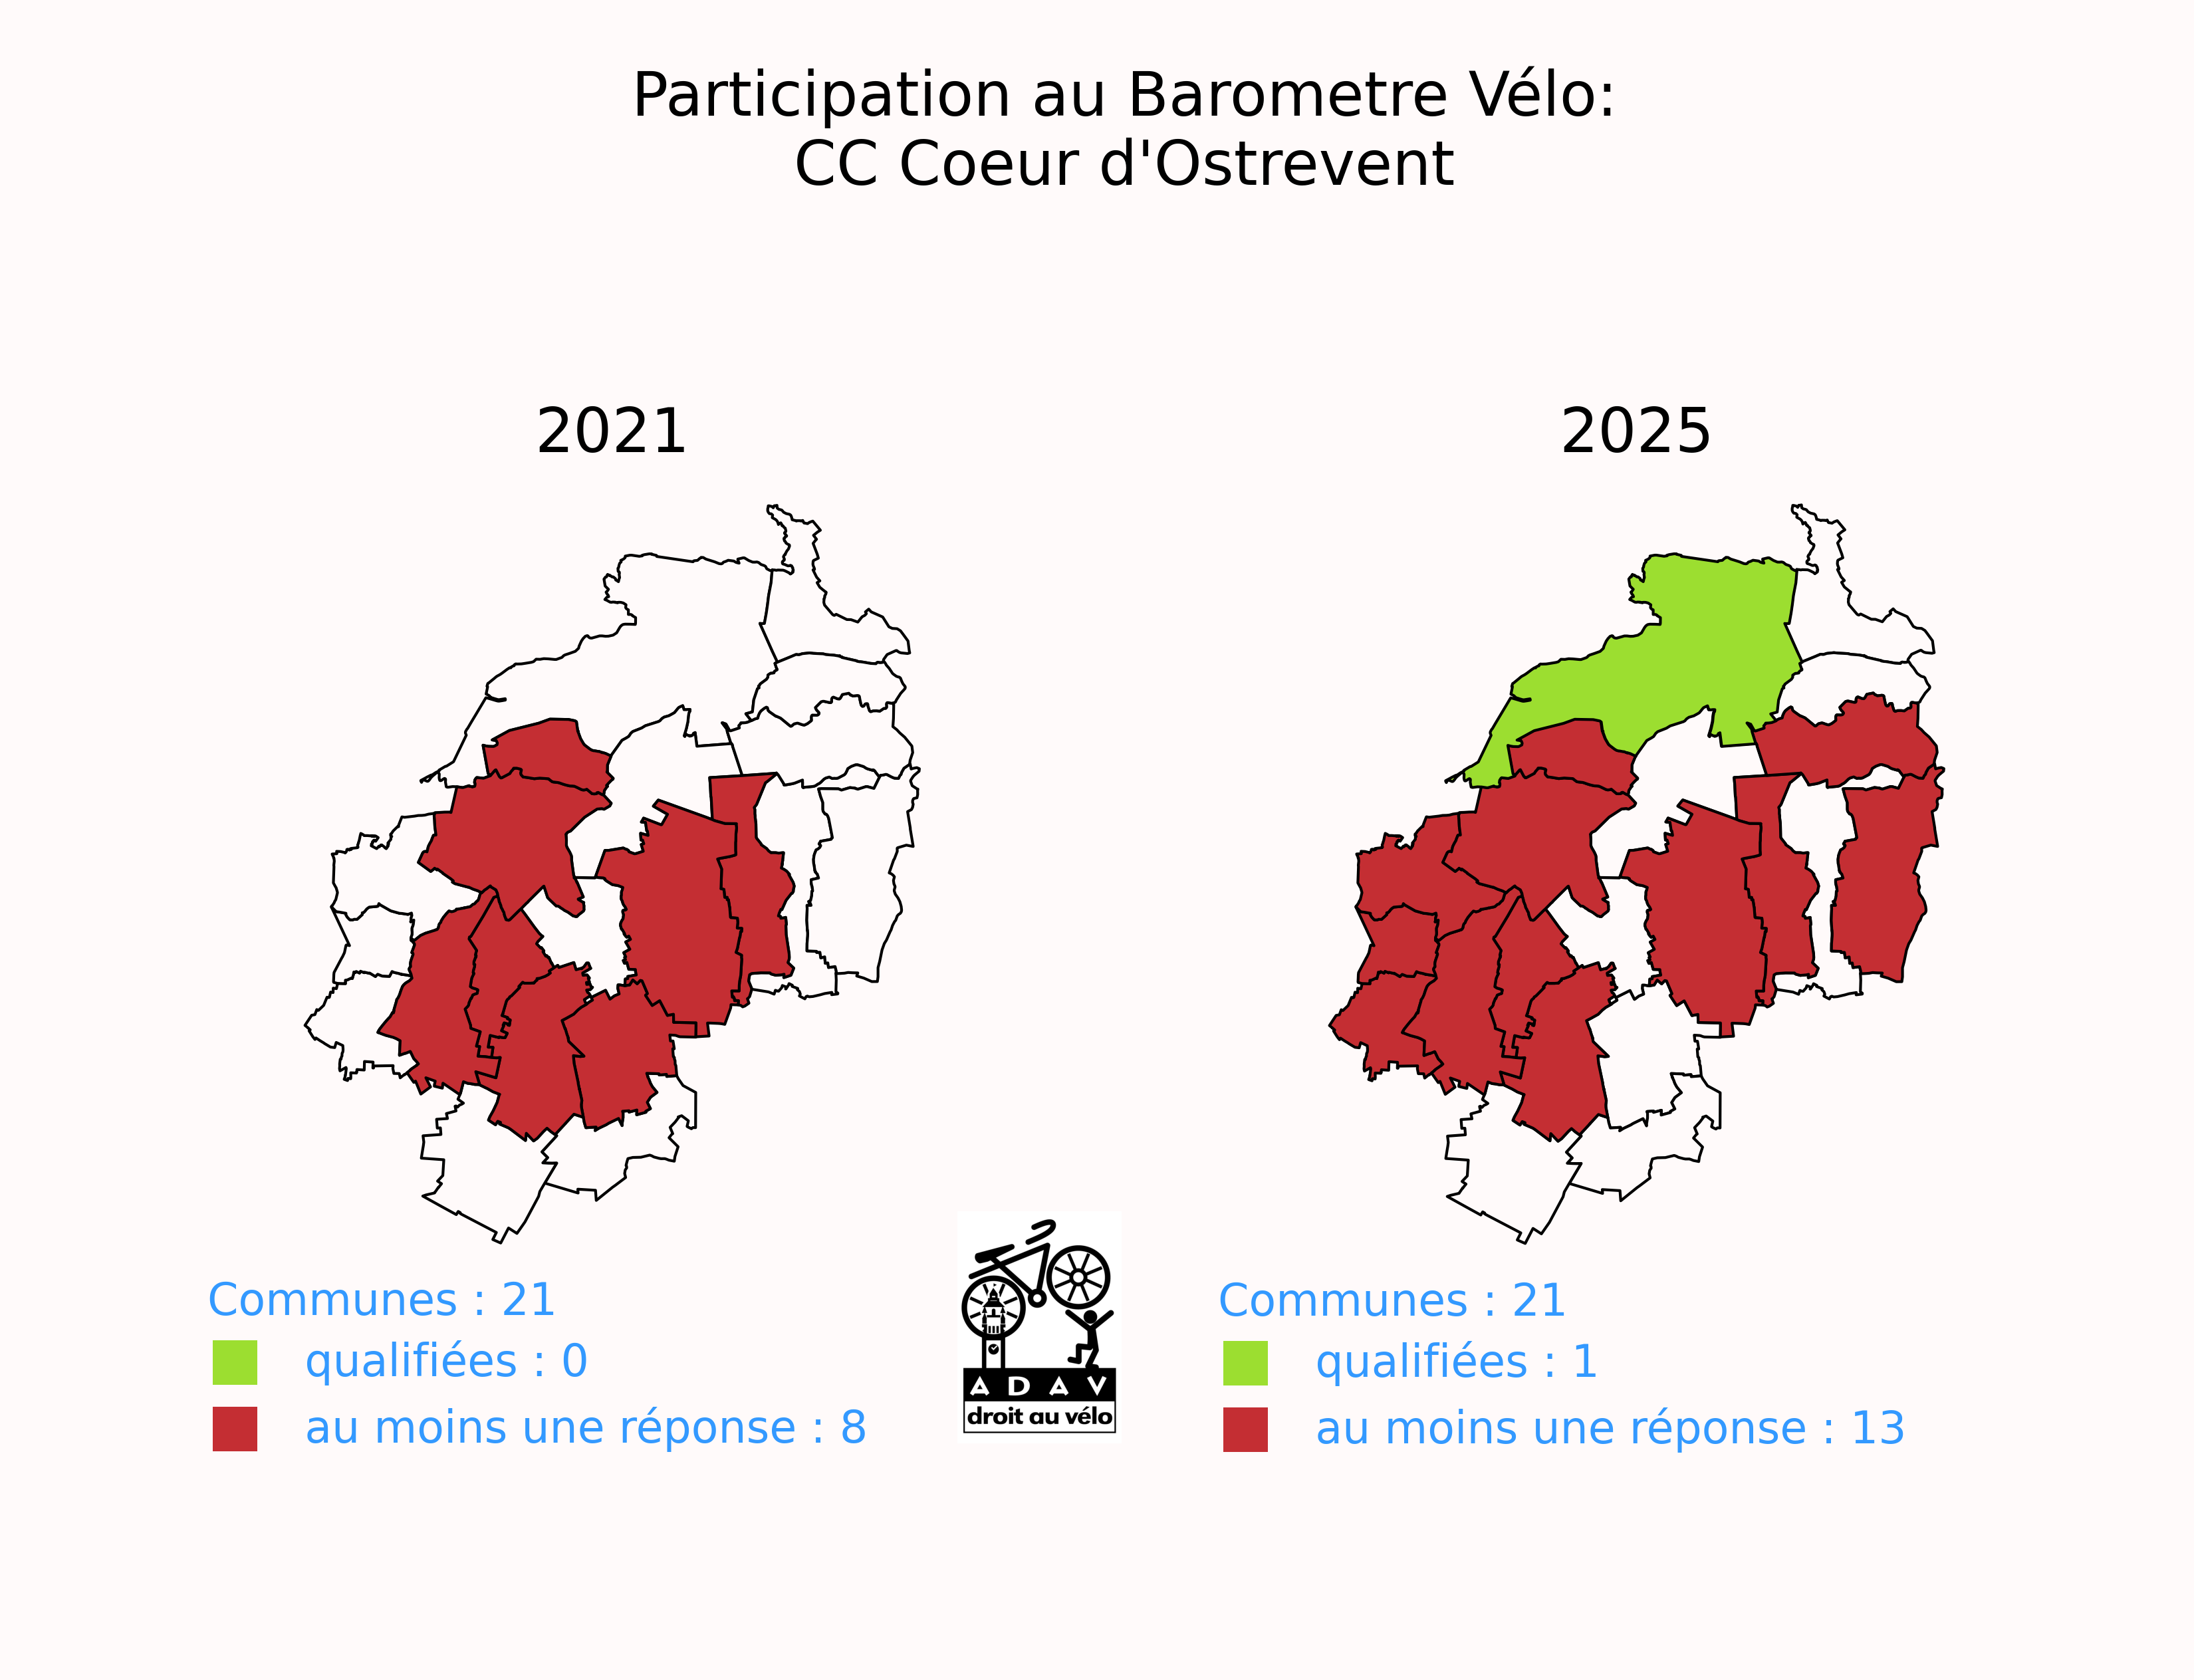 Participation au Barometre Vélo:
CC Coeur d'Ostrevent
2021
2025
Communes : 21
qualifiées : 0
au moins une réponse : 8
ADAV
droit au vélo
Communes : 21
qualifiées : 1
au moins une réponse : 13